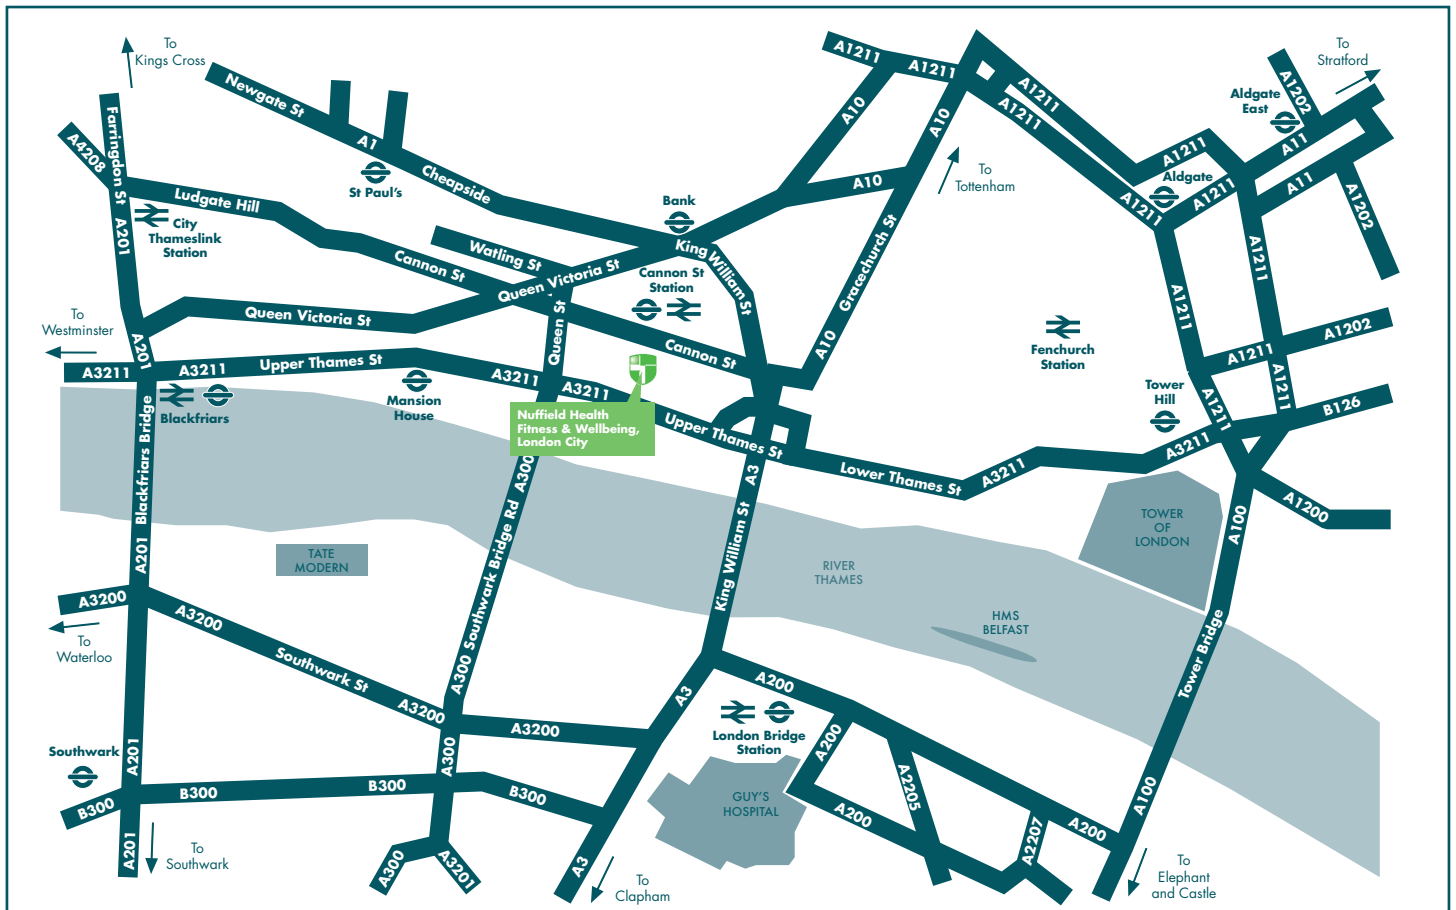 To
Kings Cross
Newgate St
A1
Cheapside
St Paul's
Farringdon St
A4208
A201
Ludgate Hill
City
Thameslink
Station
Watling St
Cannon St
Queen Victoria St
Queen Victoria St
Bank
King William St
Cannon St
Station
Cannon St
Queen St
A1211
A1211
A10
A10
A10
A10
Gracechurch St
To
Tottenham
A1211
A1211
A1211
A1211
A1211
Aldgate
Aldgate
East
A1202
To
Stratford
A11
A11
A1202
A1211
A1211
A1211
A1202
A1211
A1211
B126
Fenchurch
Station
Tower
Hill
To
Westminster
A201
A3211
A3211
Upper Thames St
A3211
A3211
Mansion
House
Blackfriars
Nuffield Health
Fitness & Wellbeing,
London City
Upper Thames St
Lower Thames St
A3211
A3211
A1200
A100
TOWER
OF
LONDON
A201 Blackfriars Bridge
TATE
MODERN
A300 Southwark Bridge Rd A300
A3
King William St
RIVER
THAMES
HMS
BELFAST
Tower Bridge
A3200
To
Waterloo
A3200
Southwark St
A3200
A3200
A3
A200
London Bridge
Station
A200
GUY'S
HOSPITAL
A200
A2205
A2207
A200
A100
Southwark
A201
B300
B300
B300
A300
B300
A201
To
Southwark
A300
A3201
A3
To
Clapham
To
Elephant
and Castle